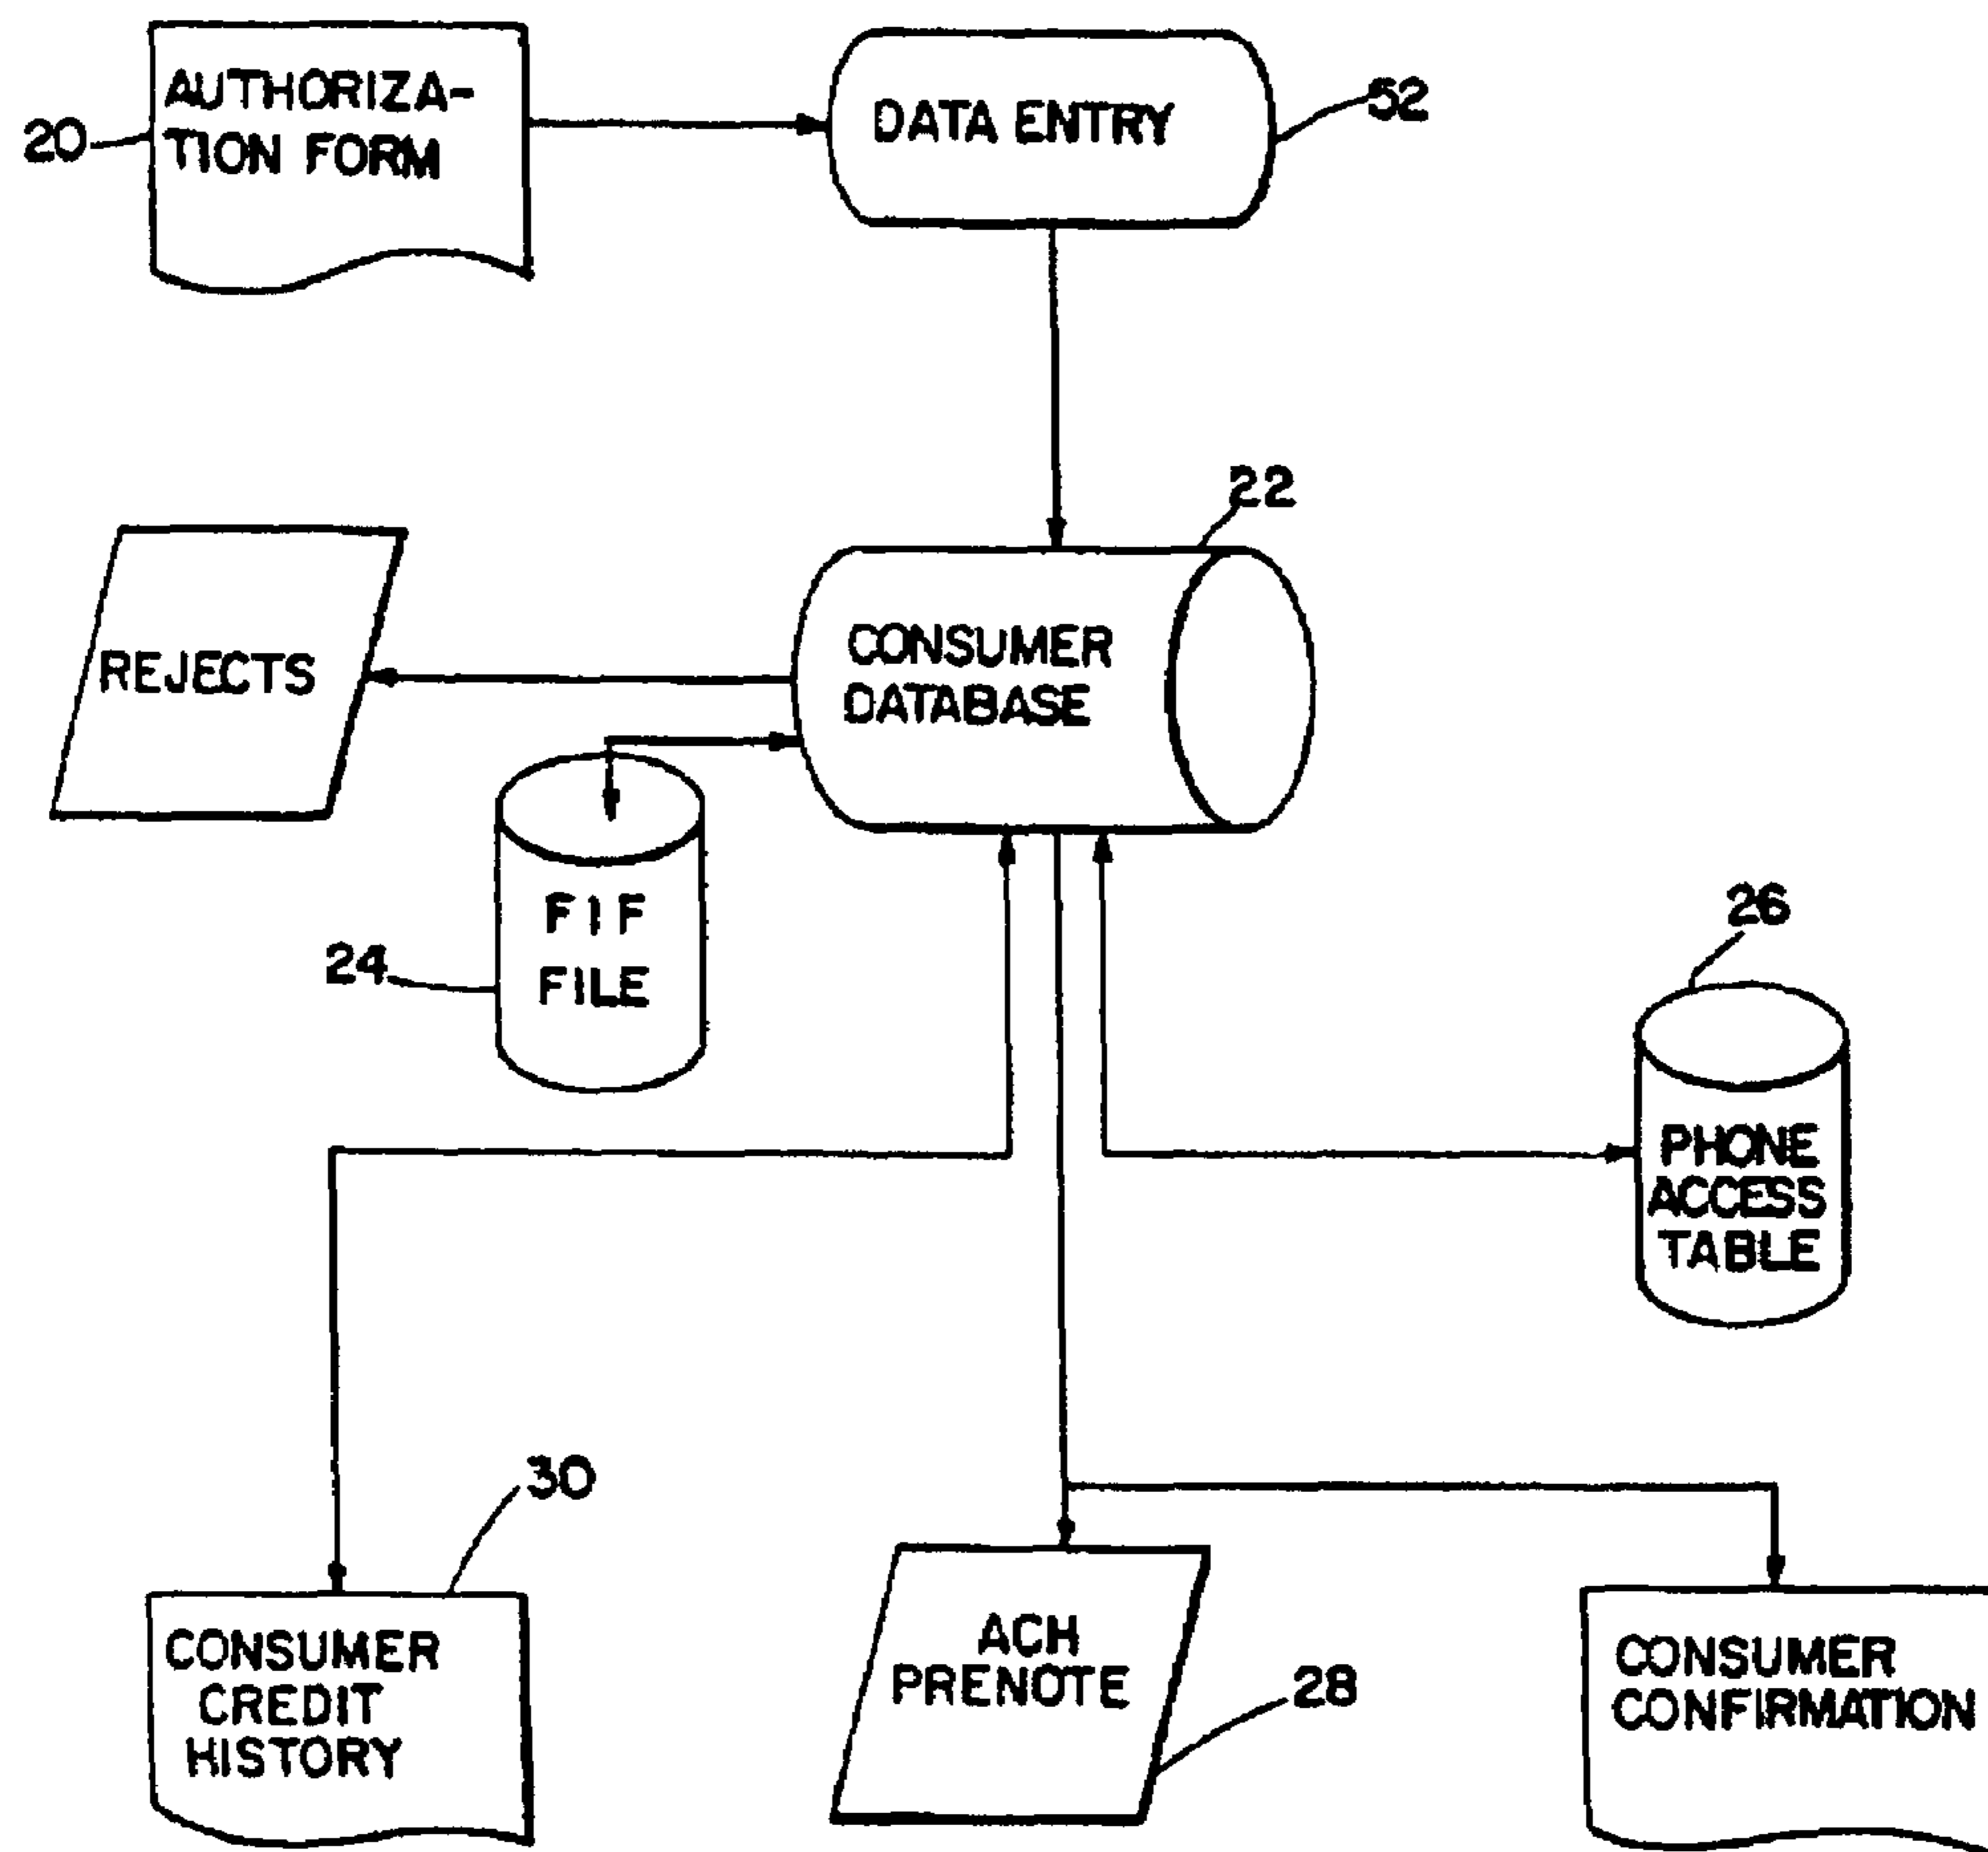 AUTHORIZA-
TION FORM
20
DATA ENTRY
52
22
REJECTS
CONSUMER
DATABASE
FIF
FILE
24
26
PHONE
ACCESS
TABLE
30
CONSUMER
CREDIT
HISTORY
ACH
PRENOTE
28
CONSUMER
CONFIRMATION